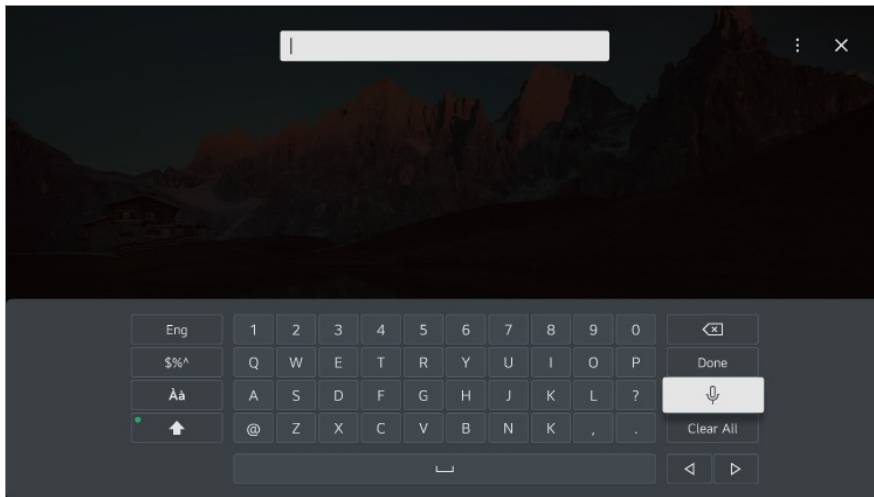 Eng 1 2 3 4 5 6 7 8 9 0
$%^ Q W E T R Y U I O P Done
Àà A S D F G H J K L ?
@ Z X C V B N K , . Clear All